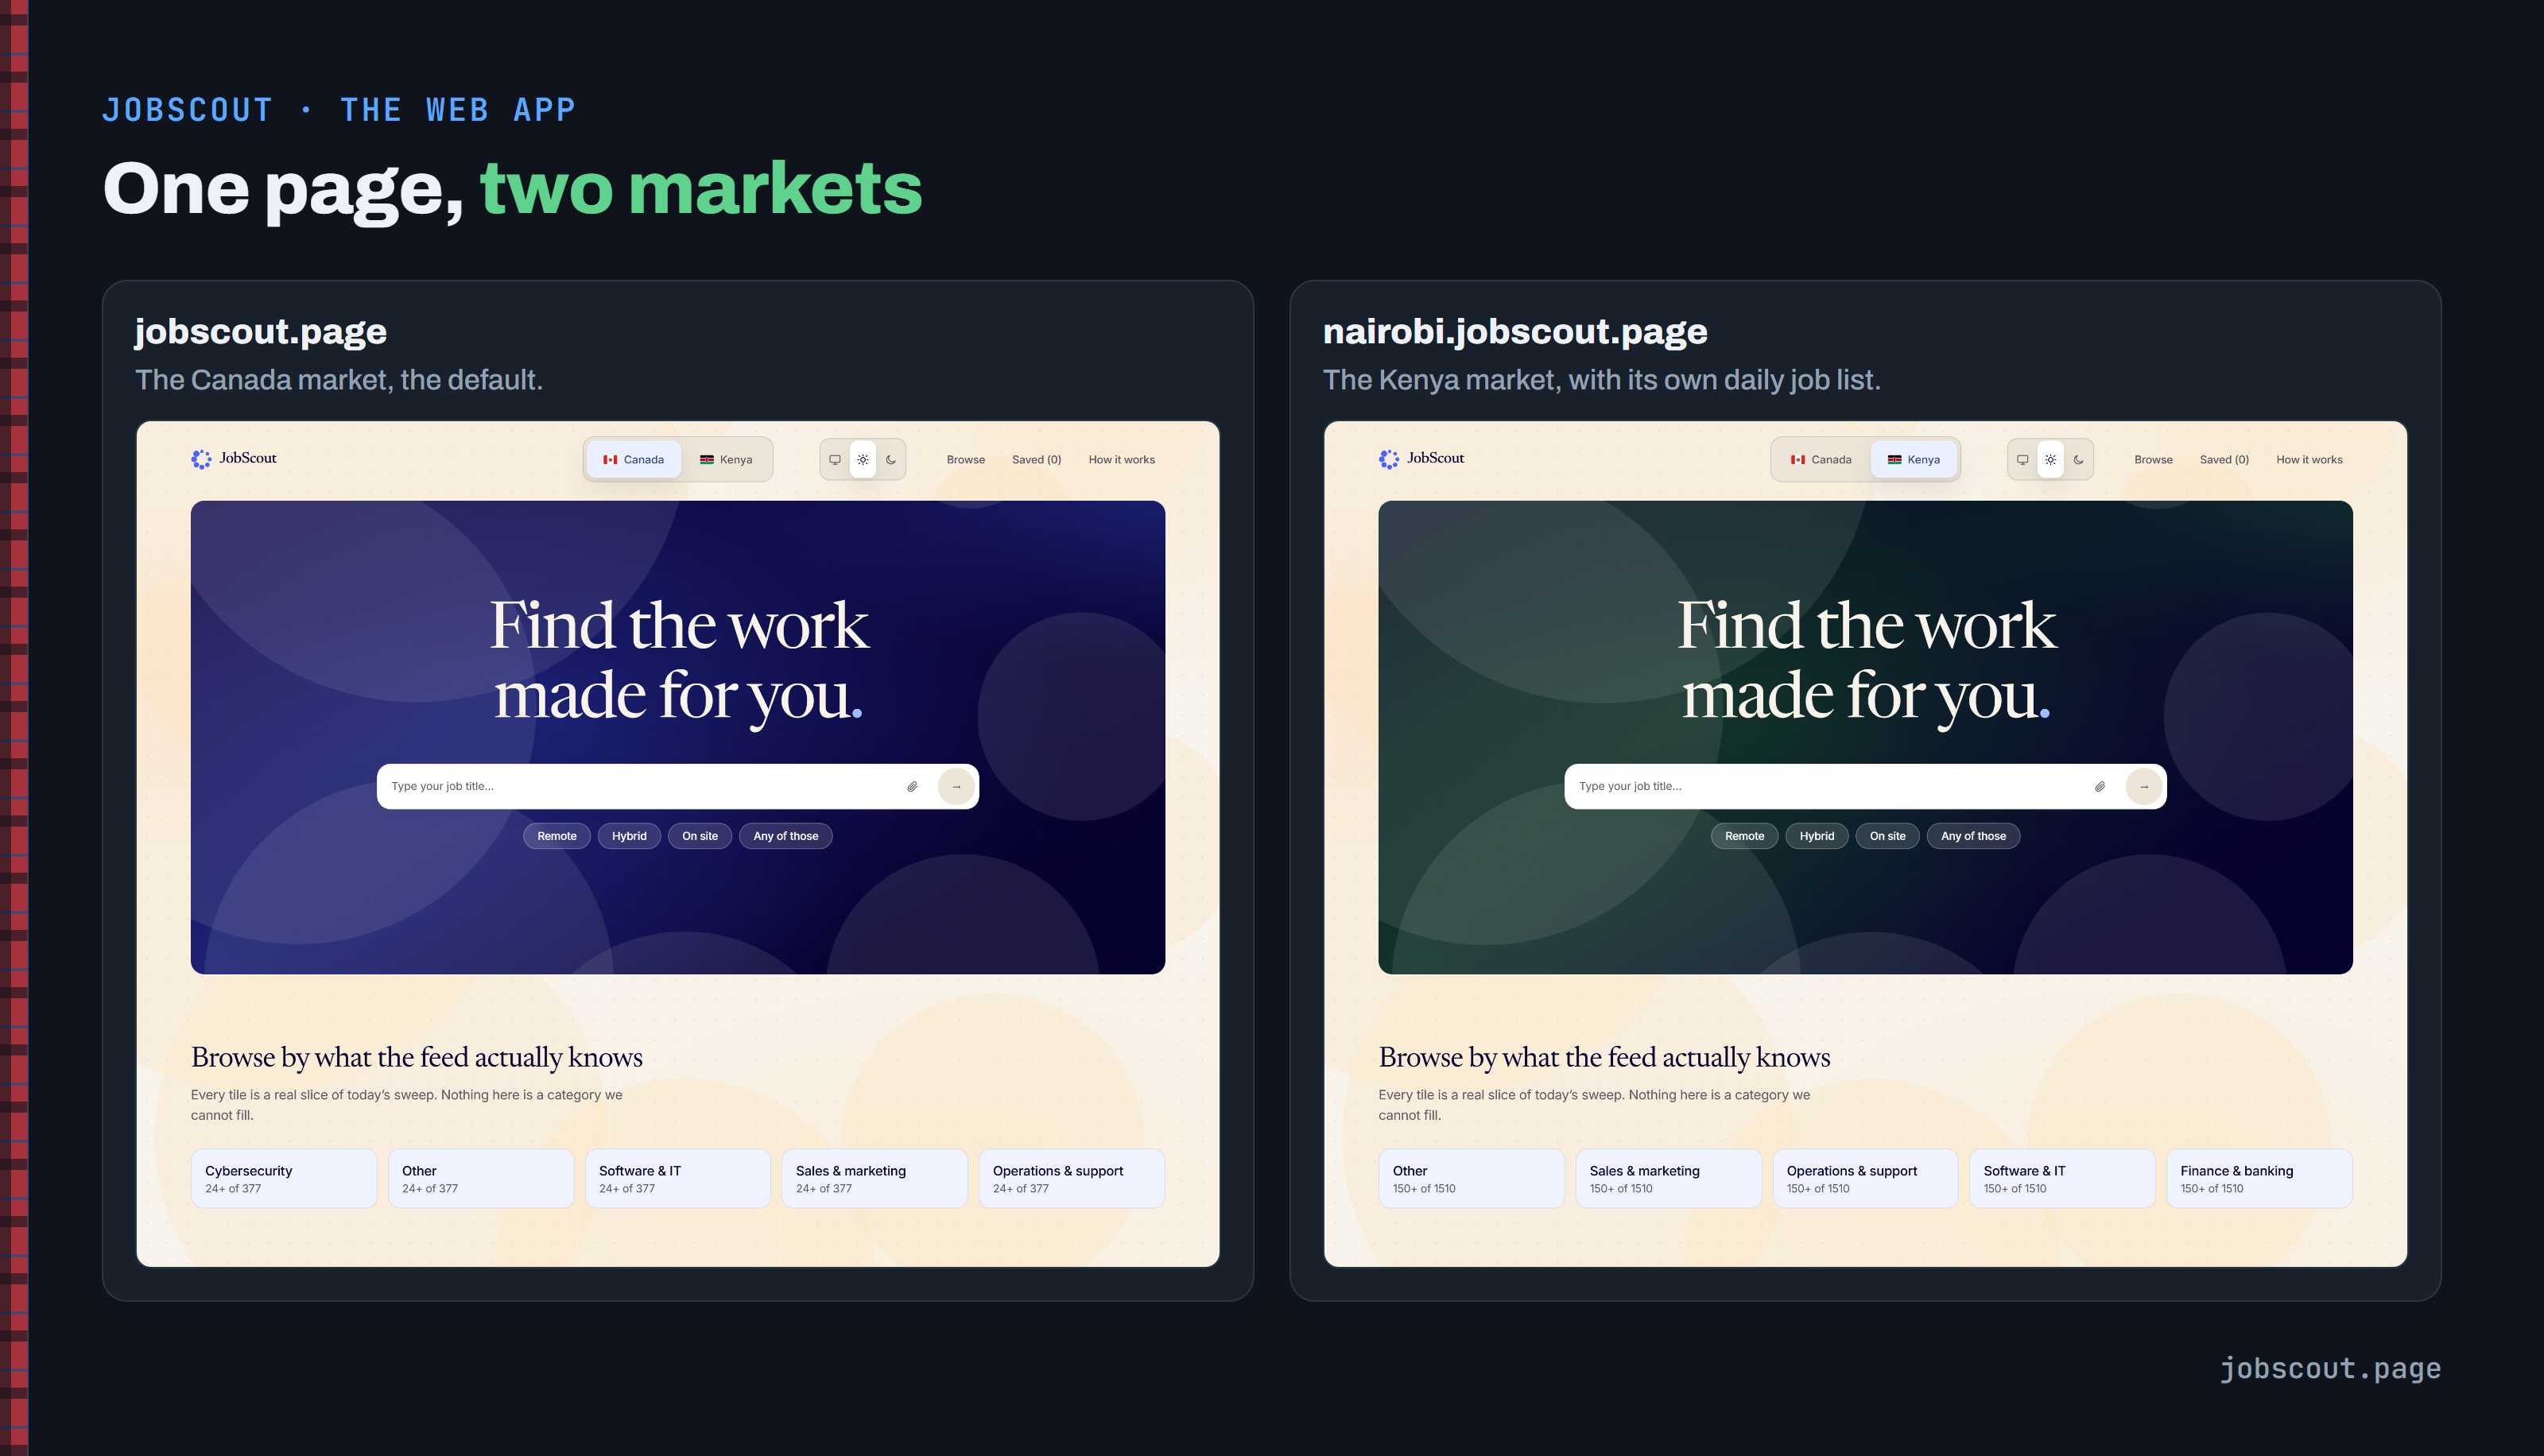 JOBSCOUT · THE WEB APP
One page, two markets
jobscout.page
The Canada market, the default.
JobScout
Canada
Kenya
Browse
Saved (0)
How it works
Find the work
made for you.
Type your job title...
→
Remote
Hybrid
On site
Any of those
Browse by what the feed actually knows
Every tile is a real slice of today’s sweep. Nothing here is a category we
cannot fill.
Cybersecurity
24+ of 377
Other
24+ of 377
Software & IT
24+ of 377
Sales & marketing
24+ of 377
Operations & support
24+ of 377
nairobi.jobscout.page
The Kenya market, with its own daily job list.
JobScout
Canada
Kenya
Browse
Saved (0)
How it works
Find the work
made for you.
Type your job title...
→
Remote
Hybrid
On site
Any of those
Browse by what the feed actually knows
Every tile is a real slice of today’s sweep. Nothing here is a category we
cannot fill.
Other
150+ of 1510
Sales & marketing
150+ of 1510
Operations & support
150+ of 1510
Software & IT
150+ of 1510
Finance & banking
150+ of 1510
jobscout.page